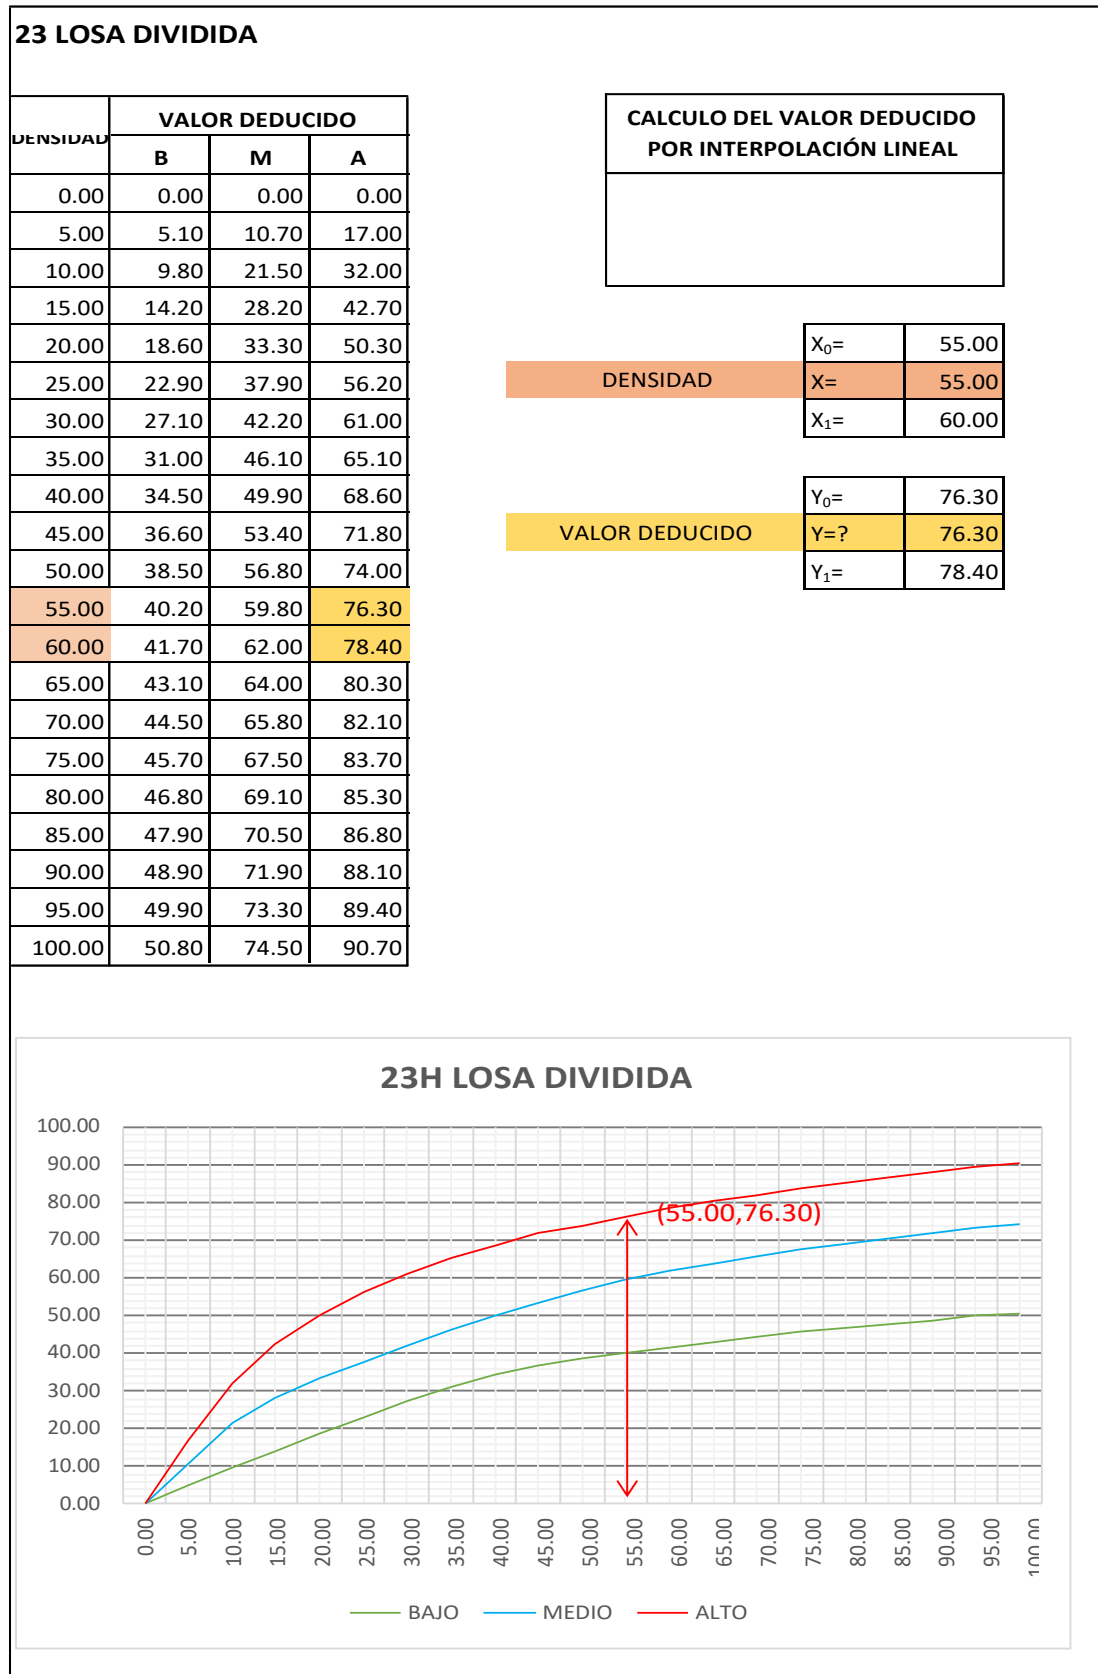 23 LOSA DIVIDIDA
DENSIDAD VALOR DEDUCIDO
B M A
0.00 0.00 0.00 0.00
5.00 5.10 10.70 17.00
10.00 9.80 21.50 32.00
15.00 14.20 28.20 42.70
20.00 18.60 33.30 50.30
25.00 22.90 37.90 56.20
30.00 27.10 42.20 61.00
35.00 31.00 46.10 65.10
40.00 34.50 49.90 68.60
45.00 36.60 53.40 71.80
50.00 38.50 56.80 74.00
55.00 40.20 59.80 76.30
60.00 41.70 62.00 78.40
65.00 43.10 64.00 80.30
70.00 44.50 65.80 82.10
75.00 45.70 67.50 83.70
80.00 46.80 69.10 85.30
85.00 47.90 70.50 86.80
90.00 48.90 71.90 88.10
95.00 49.90 73.30 89.40
100.00 50.80 74.50 90.70
CALCULO DEL VALOR DEDUCIDO
POR INTERPOLACIÓN LINEAL
X₀= 55.00
DENSIDAD X= 55.00
X₁= 60.00
Y₀= 76.30
VALOR DEDUCIDO Y=? 76.30
Y₁= 78.40
23H LOSA DIVIDIDA
100.00
90.00
80.00
70.00
60.00
50.00
40.00
30.00
20.00
10.00
0.00
(55.00,76.30)
0.00 5.00 10.00 15.00 20.00 25.00 30.00 35.00 40.00 45.00 50.00 55.00 60.00 65.00 70.00 75.00 80.00 85.00 90.00 95.00 100.00
BAJO MEDIO ALTO